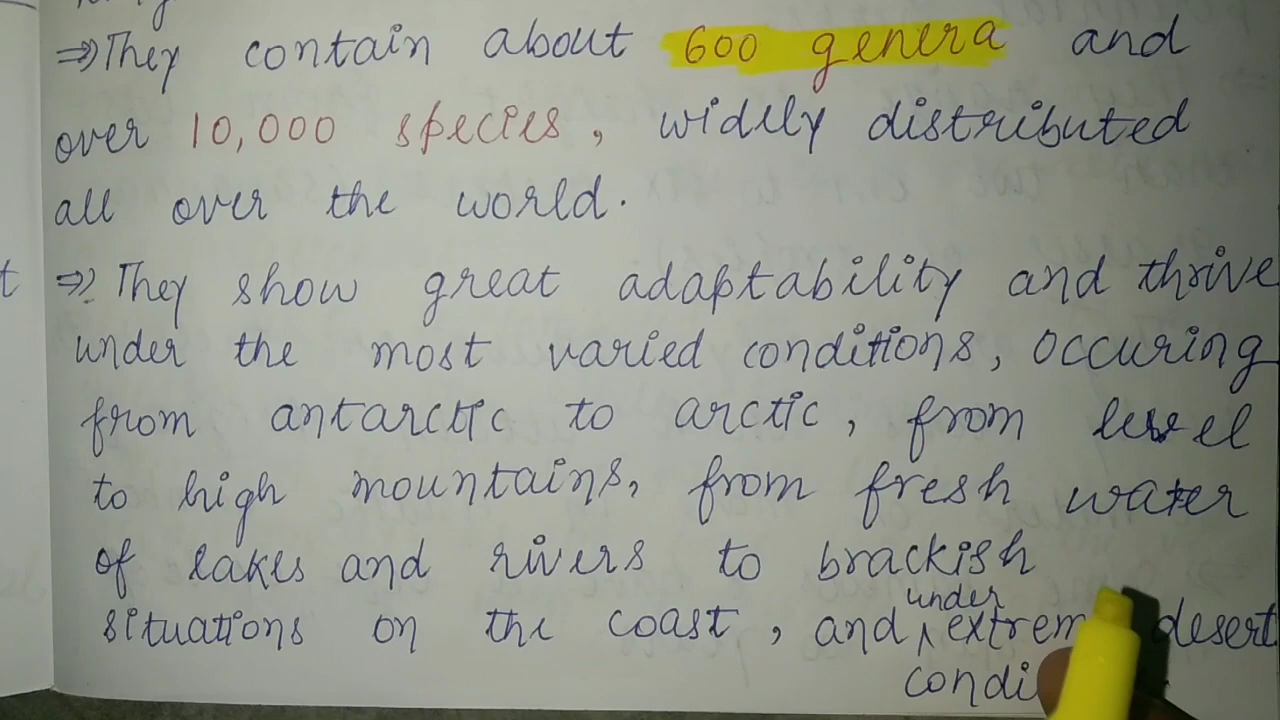 ⇒ They contain about 600 genera and
over 10,000 species, widely distributed
all over the world.
t
⇒ They show great adaptability and thrive
under the most varied conditions, occuring
from antarctic to arctic, from level
to high mountains, from fresh water
of lakes and rivers to brackish
situations on the coast, and under extrem desert
condi